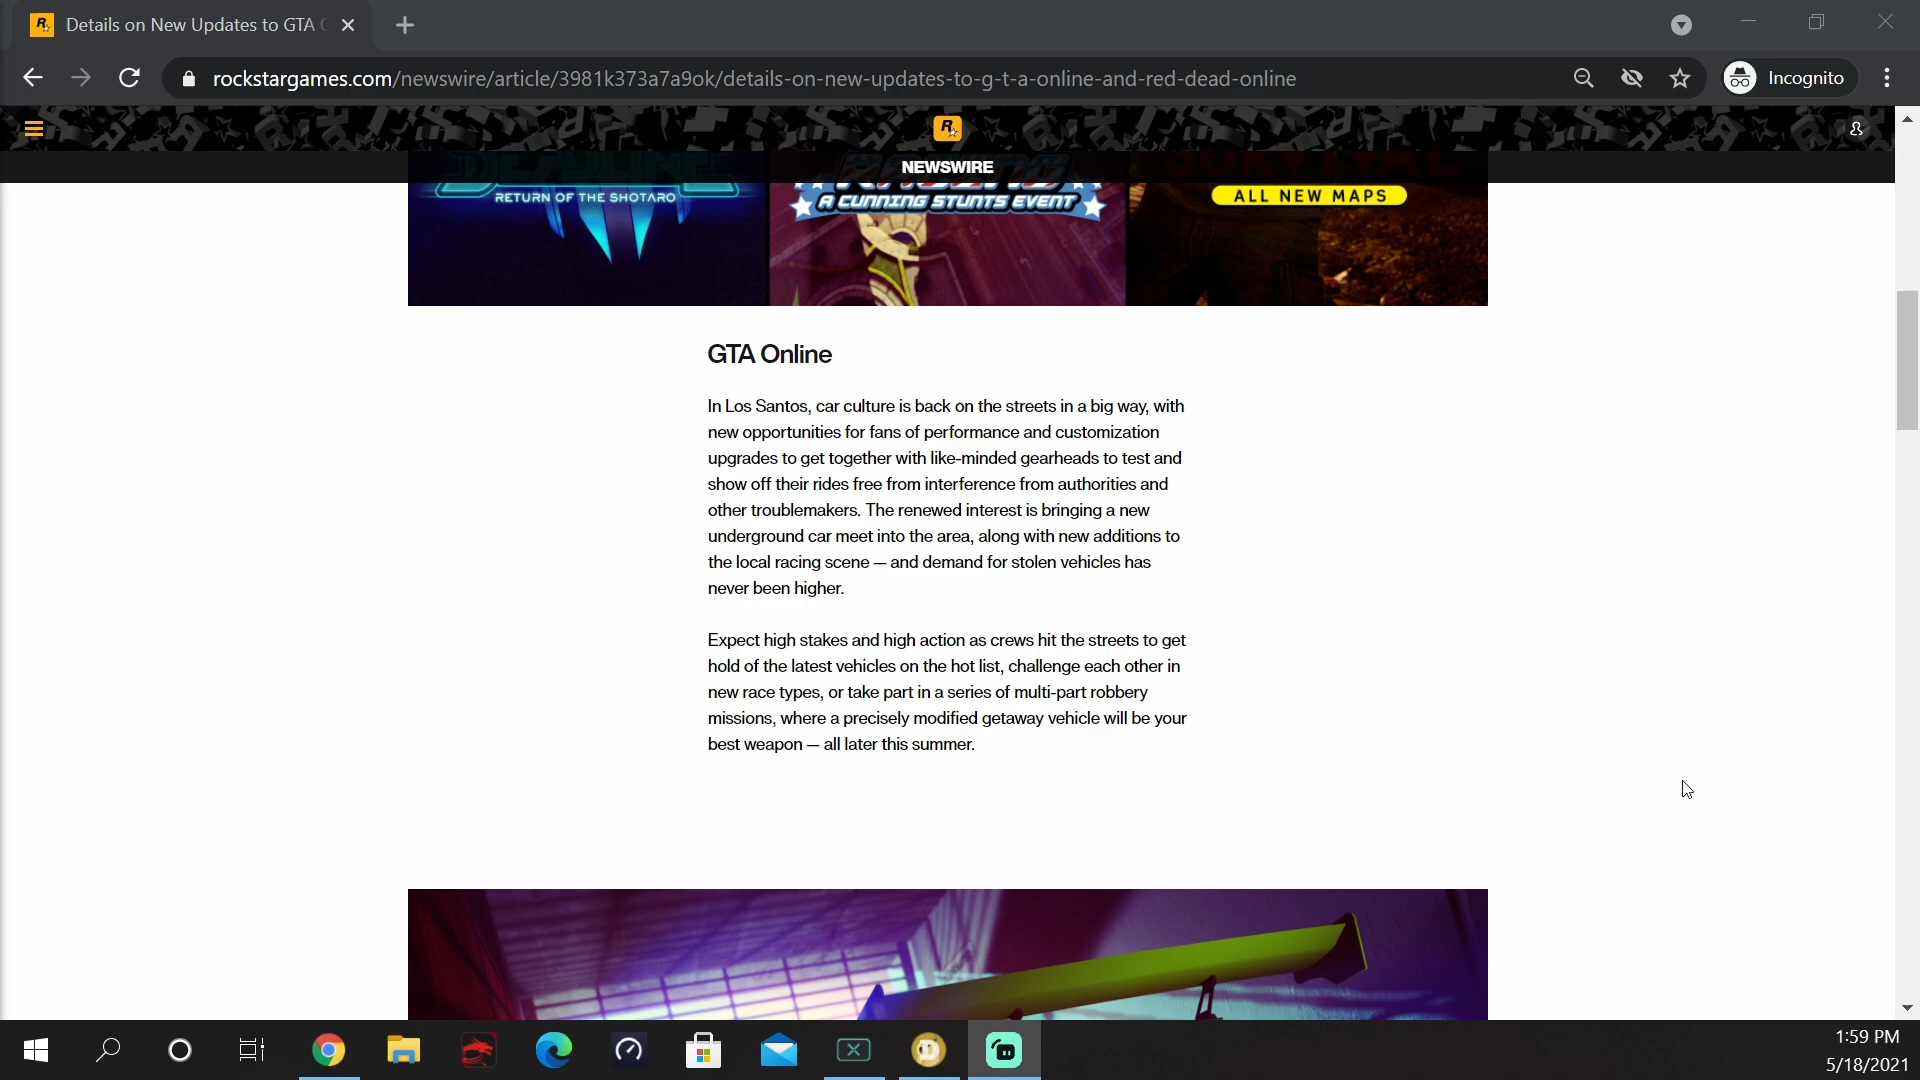 Details on New Updates to GTA
rockstargames.com/newswire/article/3981k373a7a9ok/details-on-new-updates-to-g-t-a-online-and-red-dead-online
Incognito
NEWSWIRE
RETURN OF THE SHOTARO
A CUNNING STUNTS EVENT
SURVIVAL
ALL NEW MAPS
GTA Online
In Los Santos, car culture is back on the streets in a big way, with
new opportunities for fans of performance and customization
upgrades to get together with like-minded gearheads to test and
show off their rides free from interference from authorities and
other troublemakers. The renewed interest is bringing a new
underground car meet into the area, along with new additions to
the local racing scene — and demand for stolen vehicles has
never been higher.
Expect high stakes and high action as crews hit the streets to get
hold of the latest vehicles on the hot list, challenge each other in
new race types, or take part in a series of multi-part robbery
missions, where a precisely modified getaway vehicle will be your
best weapon — all later this summer.
1:59 PM
5/18/2021